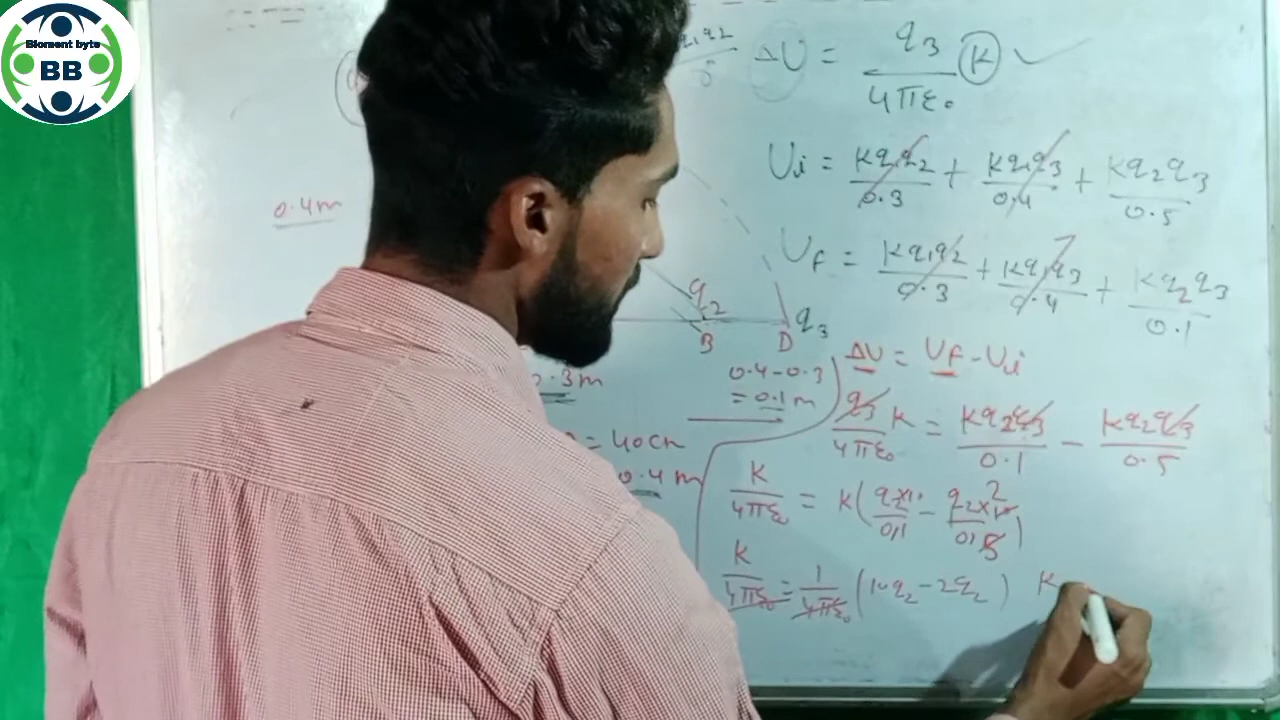 Bioment byte
BB
q₁q₂
ΔU = q₃/4πε₀ (K) ✓
Ui = Kq₁q₂/0.3 + Kq₁q₃/0.4 + Kq₂q₃/0.5
Uf = Kq₁q₂/0.3 + Kq₁q₃/0.4 + Kq₂q₃/0.1
0.4m
q₂
q₃
B D
0.4-0.3
= 0.1m
.3m
= 40cm
0.4m
ΔU = Uf - Ui
q₃/4πε₀ K = Kq₂q₃/0.1 - Kq₂q₃/0.5
K/4πε₀ = K(q₂×1·/0,1 - q₂×1·/0,5) 2
K/4πε₀ = 1/4πε₀ (10q₂ - 2q₂) K